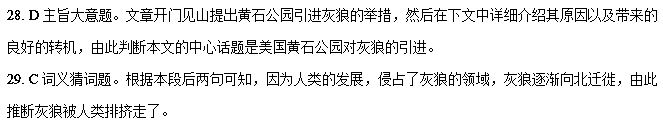 28. D 主旨大意题。文章开门见山提出黄石公园引进灰狼的举措，然后在下文中详细介绍其原因以及带来的
良好的转机，由此判断本文的中心话题是美国黄石公园对灰狼的引进。
29. C 词义猜词题。根据本段后两句可知，因为人类的发展，侵占了灰狼的领域，灰狼逐渐向北迁徙，由此
推断灰狼被人类排挤走了。